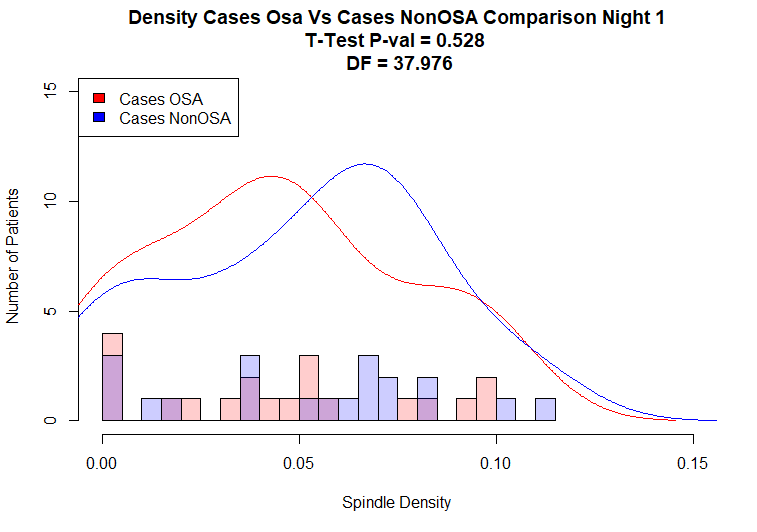 Density Cases Osa Vs Cases NonOSA Comparison Night 1
T-Test P-val = 0.528
DF = 37.976
Cases OSA
Cases NonOSA
Number of Patients
15
10
5
0
0.00 0.05 0.10 0.15
Spindle Density